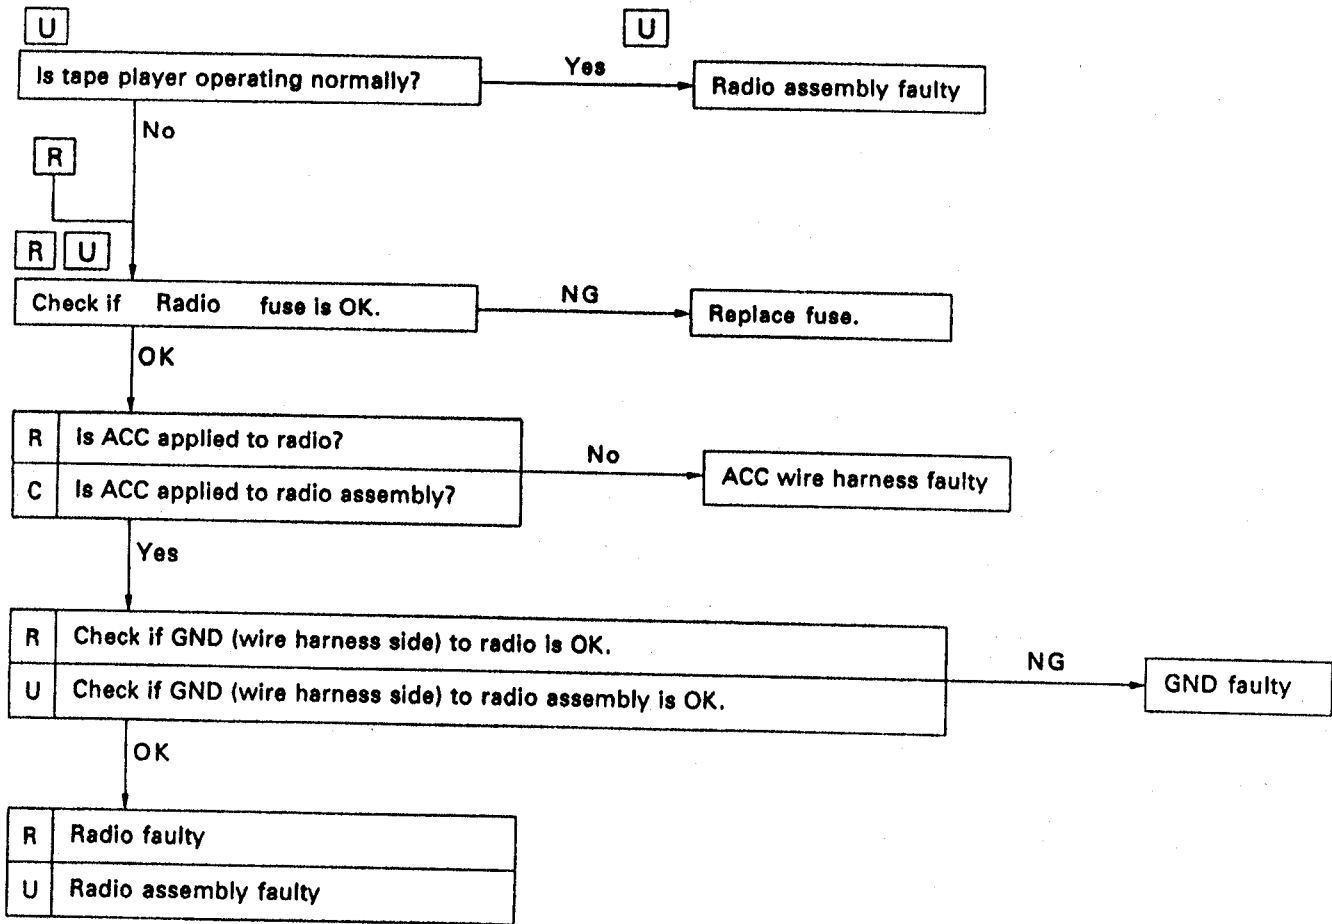 U
U
Is tape player operating normally?
Yes
Radio assembly faulty
No
R
R U
Check if Radio fuse is OK.
NG
Replace fuse.
OK
R Is ACC applied to radio?
C Is ACC applied to radio assembly?
No
ACC wire harness faulty
Yes
R Check if GND (wire harness side) to radio is OK.
U Check if GND (wire harness side) to radio assembly is OK.
NG
GND faulty
OK
R Radio faulty
U Radio assembly faulty